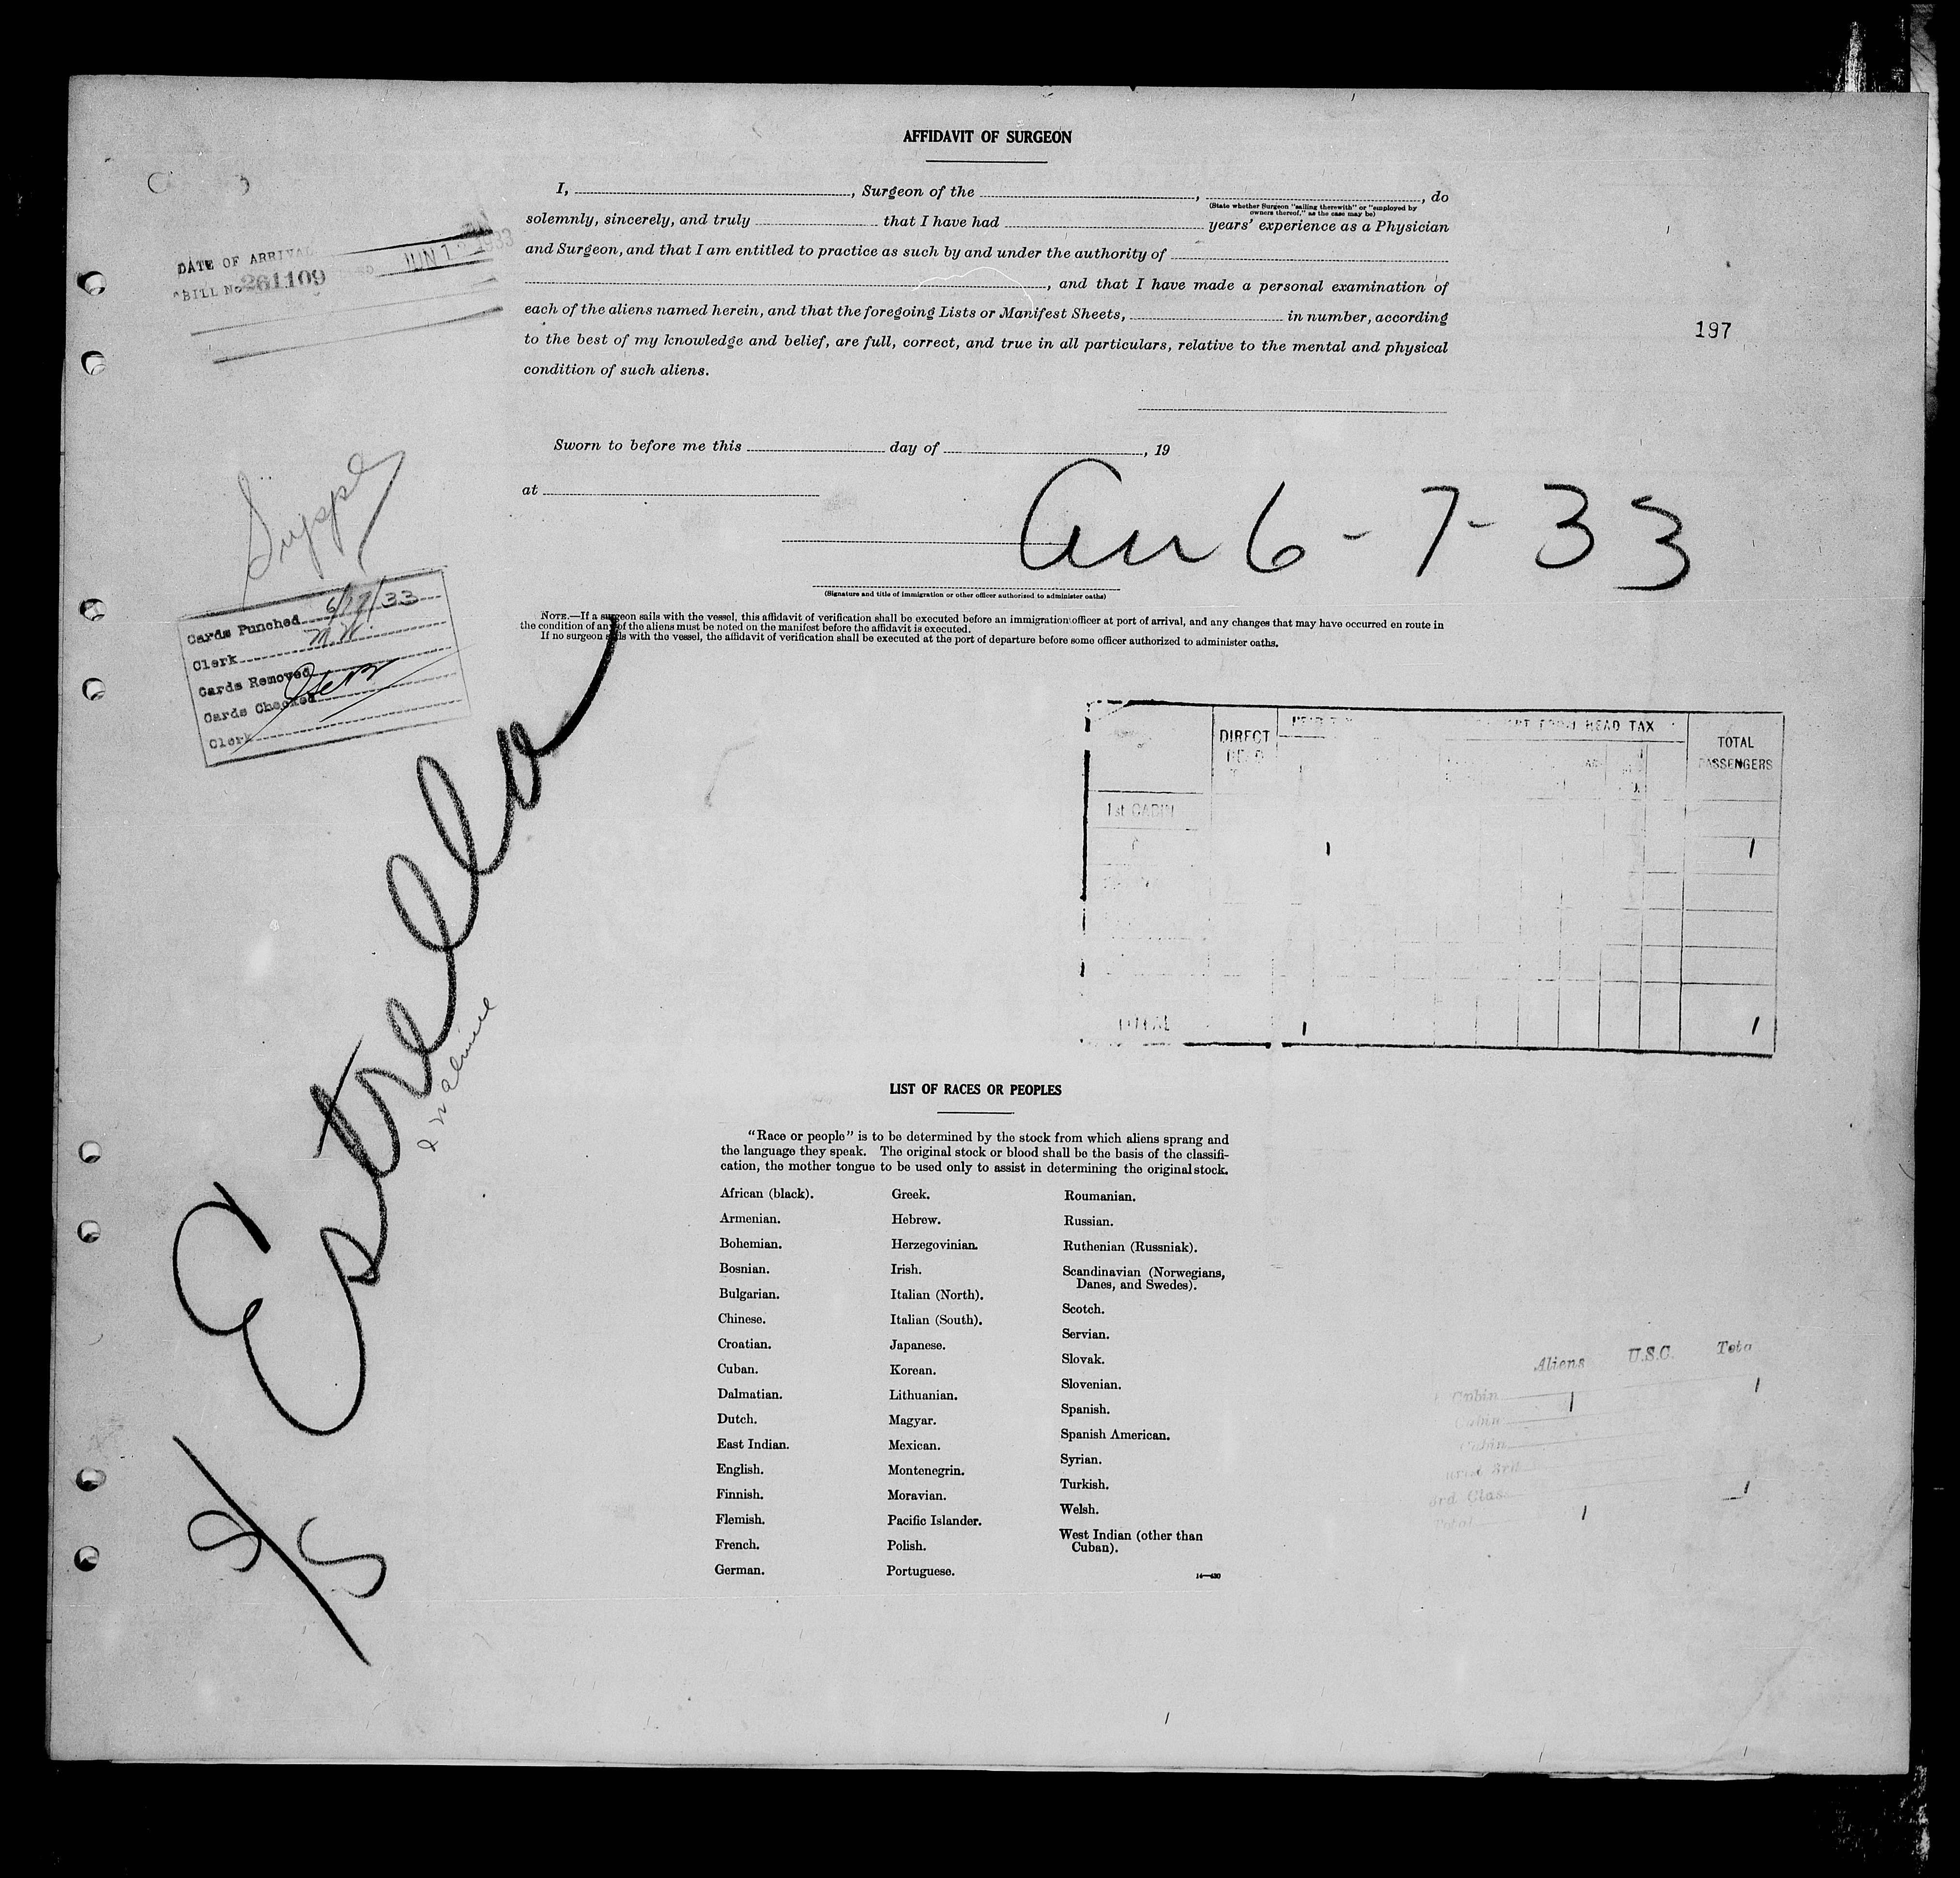 AFFIDAVIT OF SURGEON
I, , Surgeon of the , , do
(State whether Surgeon "sailing therewith" or "employed by
owners thereof," as the case may be)
solemnly, sincerely, and truly that I have had years' experience as a Physician
and Surgeon, and that I am entitled to practice as such by and under the authority of
, and that I have made a personal examination of
each of the aliens named herein, and that the foregoing Lists or Manifest Sheets, in number, according
to the best of my knowledge and belief, are full, correct, and true in all particulars, relative to the mental and physical
condition of such aliens.
DATE OF ARRIVAL JUN 1 1933
BILL No 261109
197
Sworn to before me this day of , 19
at
Arr 6-7-33
(Signature and title of immigration or other officer authorized to administer oaths)
NOTE.—If a surgeon sails with the vessel, this affidavit of verification shall be executed before an immigration officer at port of arrival, and any changes that may have occurred en route in
the condition of any of the aliens must be noted on the manifest before the affidavit is executed.
If no surgeon sails with the vessel, the affidavit of verification shall be executed at the port of departure before some officer authorized to administer oaths.
Suppl
Cards Punched 6/19/33
Clerk M.W.
Cards Removed
Cards Checked
Clerk
S/S Estrella
DIRECT HEAD TAX HEAD TAX TOTAL
PASSENGERS
1st CABIN
1 1
TOTAL 1 1
LIST OF RACES OR PEOPLES
"Race or people" is to be determined by the stock from which aliens sprang and
the language they speak. The original stock or blood shall be the basis of the classifi-
cation, the mother tongue to be used only to assist in determining the original stock.
African (black).
Armenian.
Bohemian.
Bosnian.
Bulgarian.
Chinese.
Croatian.
Cuban.
Dalmatian.
Dutch.
East Indian.
English.
Finnish.
Flemish.
French.
German.
Greek.
Hebrew.
Herzegovinian.
Irish.
Italian (North).
Italian (South).
Japanese.
Korean.
Lithuanian.
Magyar.
Mexican.
Montenegrin.
Moravian.
Pacific Islander.
Polish.
Portuguese.
Roumanian.
Russian.
Ruthenian (Russniak).
Scandinavian (Norwegians,
Danes, and Swedes).
Scotch.
Servian.
Slovak.
Slovenian.
Spanish.
Spanish American.
Syrian.
Turkish.
Welsh.
West Indian (other than
Cuban).
14—430
Aliens U.S.C. Tota
Cabin 1 1
Cabin
Cabin
3rd Clas
Total 1 1